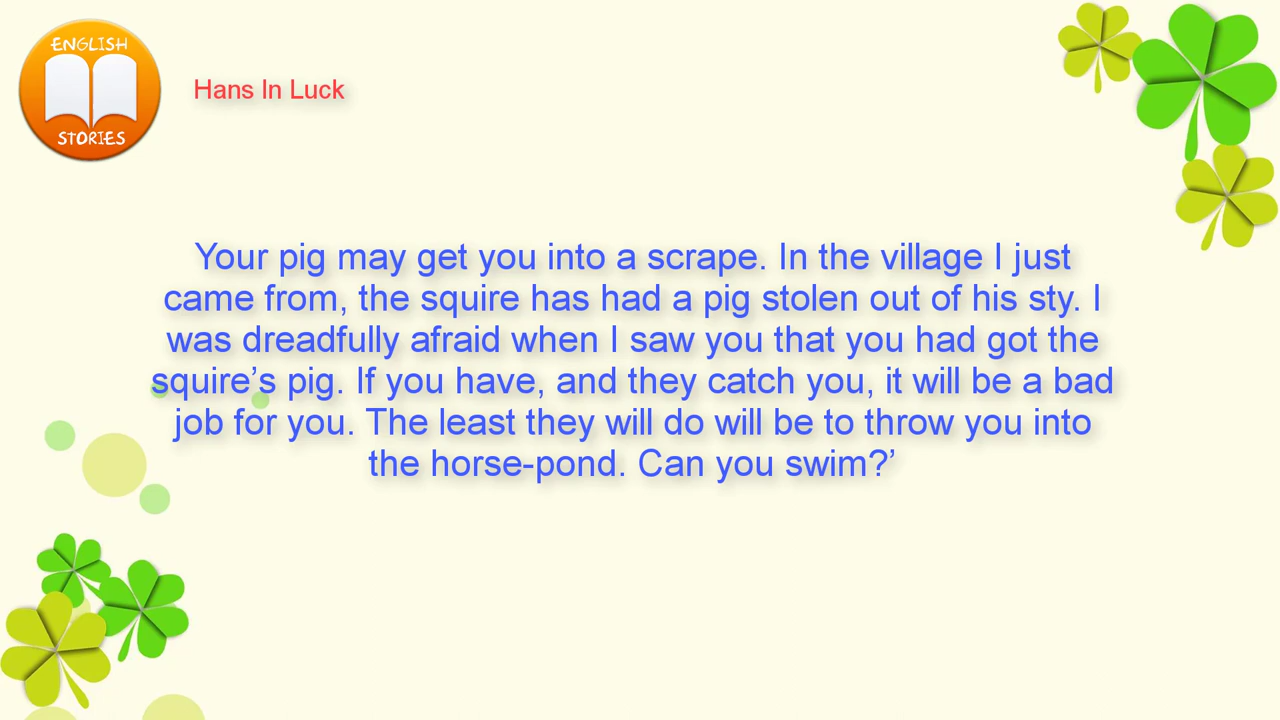 ENGLISH
STORIES
Hans In Luck
Your pig may get you into a scrape. In the village I just
came from, the squire has had a pig stolen out of his sty. I
was dreadfully afraid when I saw you that you had got the
squire’s pig. If you have, and they catch you, it will be a bad
job for you. The least they will do will be to throw you into
the horse-pond. Can you swim?’